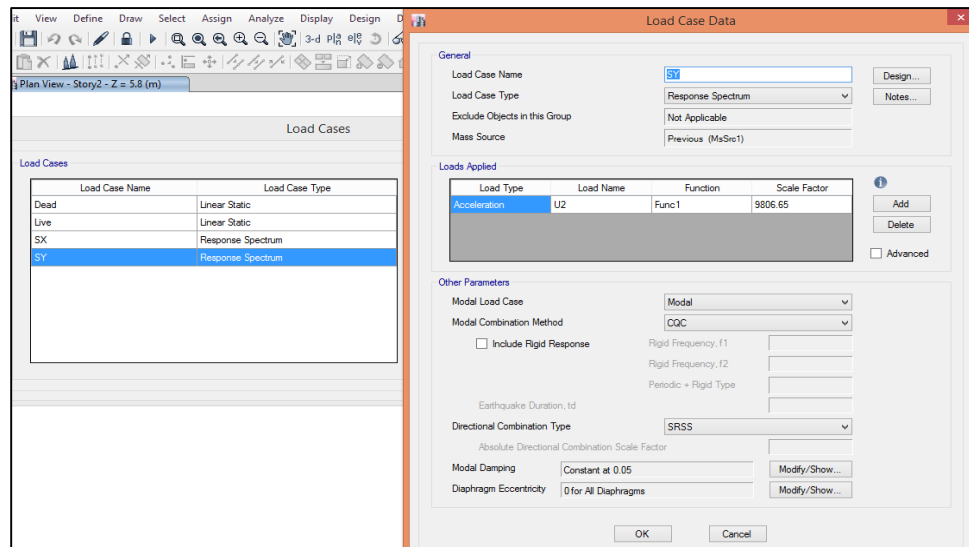 it View Define Draw Select Assign Analyze Display Design D
3-d
Plan View - Story2 - Z = 5.8 (m)
Load Cases
Load Cases
Load Case Name Load Case Type
Dead Linear Static
Live Linear Static
SX Response Spectrum
SY Response Spectrum
Load Case Data
General
Load Case Name SY Design...
Load Case Type Response Spectrum Notes...
Exclude Objects in this Group Not Applicable
Mass Source Previous (MsSrc1)
Loads Applied
Load Type Load Name Function Scale Factor
Acceleration U2 Func1 9806.65
Add
Delete
Advanced
Other Parameters
Modal Load Case Modal
Modal Combination Method CQC
Include Rigid Response Rigid Frequency, f1
Rigid Frequency, f2
Periodic + Rigid Type
Earthquake Duration, td
Directional Combination Type SRSS
Absolute Directional Combination Scale Factor
Modal Damping Constant at 0.05 Modify/Show...
Diaphragm Eccentricity 0 for All Diaphragms Modify/Show...
OK Cancel